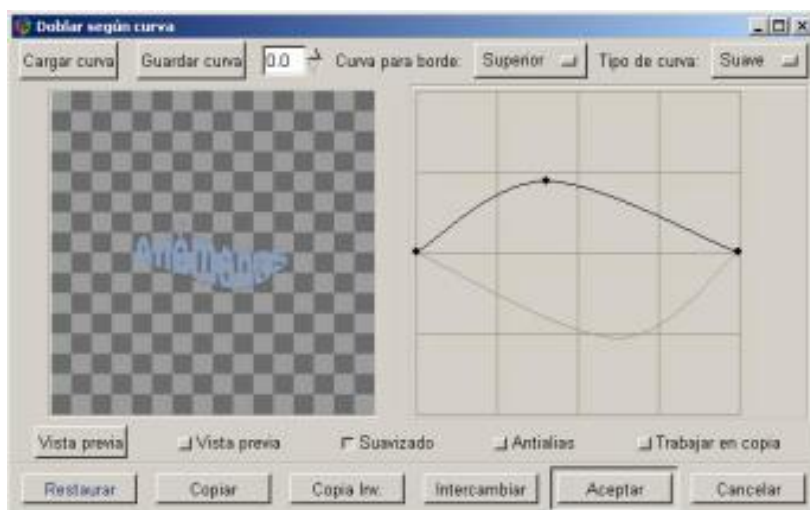 Doblar según curva
Cargar curva Guardar curva 0.0 Curva para borde: Superior Tipo de curva: Suave
Vista previa Vista previa Suavizado Antialias Trabajar en copia
Restaurar Copiar Copia Inv. Intercambiar Aceptar Cancelar